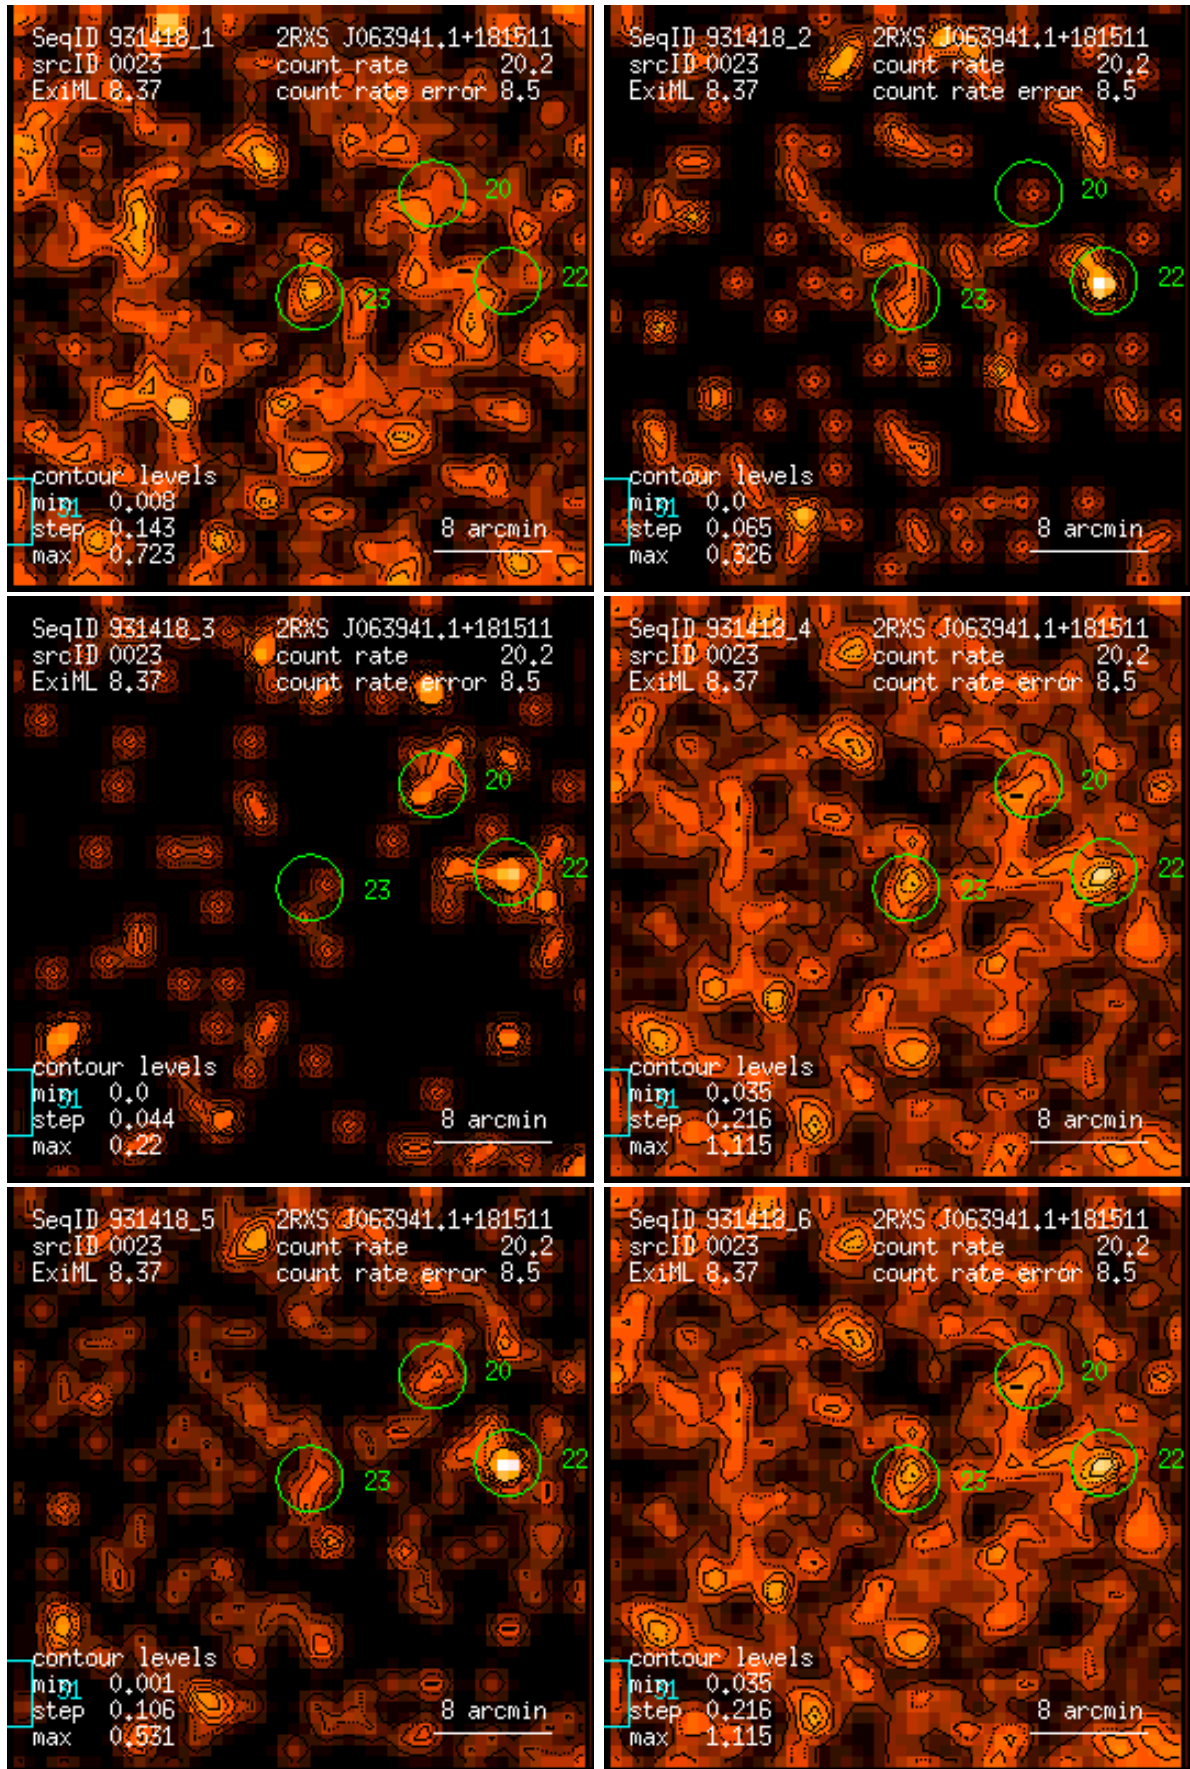 SeqID 931418_1 2RXS J063941.1+181511
srcID 0023 count rate 20.2
ExiML 8.37 count rate error 8.5
20
22
23
contour levels
min 0.008
51
step 0.143 8 arcmin
max 0.723
SeqID 931418_2 2RXS J063941.1+181511
srcID 0023 count rate 20.2
ExiML 8.37 count rate error 8.5
20
22
23
contour levels
min 0.0
51
step 0.065 8 arcmin
max 0.326
SeqID 931418_3 2RXS J063941.1+181511
srcID 0023 count rate 20.2
ExiML 8.37 count rate error 8.5
20
22
23
contour levels
min 0.0
51
step 0.044 8 arcmin
max 0.22
SeqID 931418_4 2RXS J063941.1+181511
srcID 0023 count rate 20.2
ExiML 8.37 count rate error 8.5
20
22
23
contour levels
min 0.035
51
step 0.216 8 arcmin
max 1.115
SeqID 931418_5 2RXS J063941.1+181511
srcID 0023 count rate 20.2
ExiML 8.37 count rate error 8.5
20
22
23
contour levels
min 0.001
51
step 0.106 8 arcmin
max 0.531
SeqID 931418_6 2RXS J063941.1+181511
srcID 0023 count rate 20.2
ExiML 8.37 count rate error 8.5
20
22
23
contour levels
min 0.035
51
step 0.216 8 arcmin
max 1.115